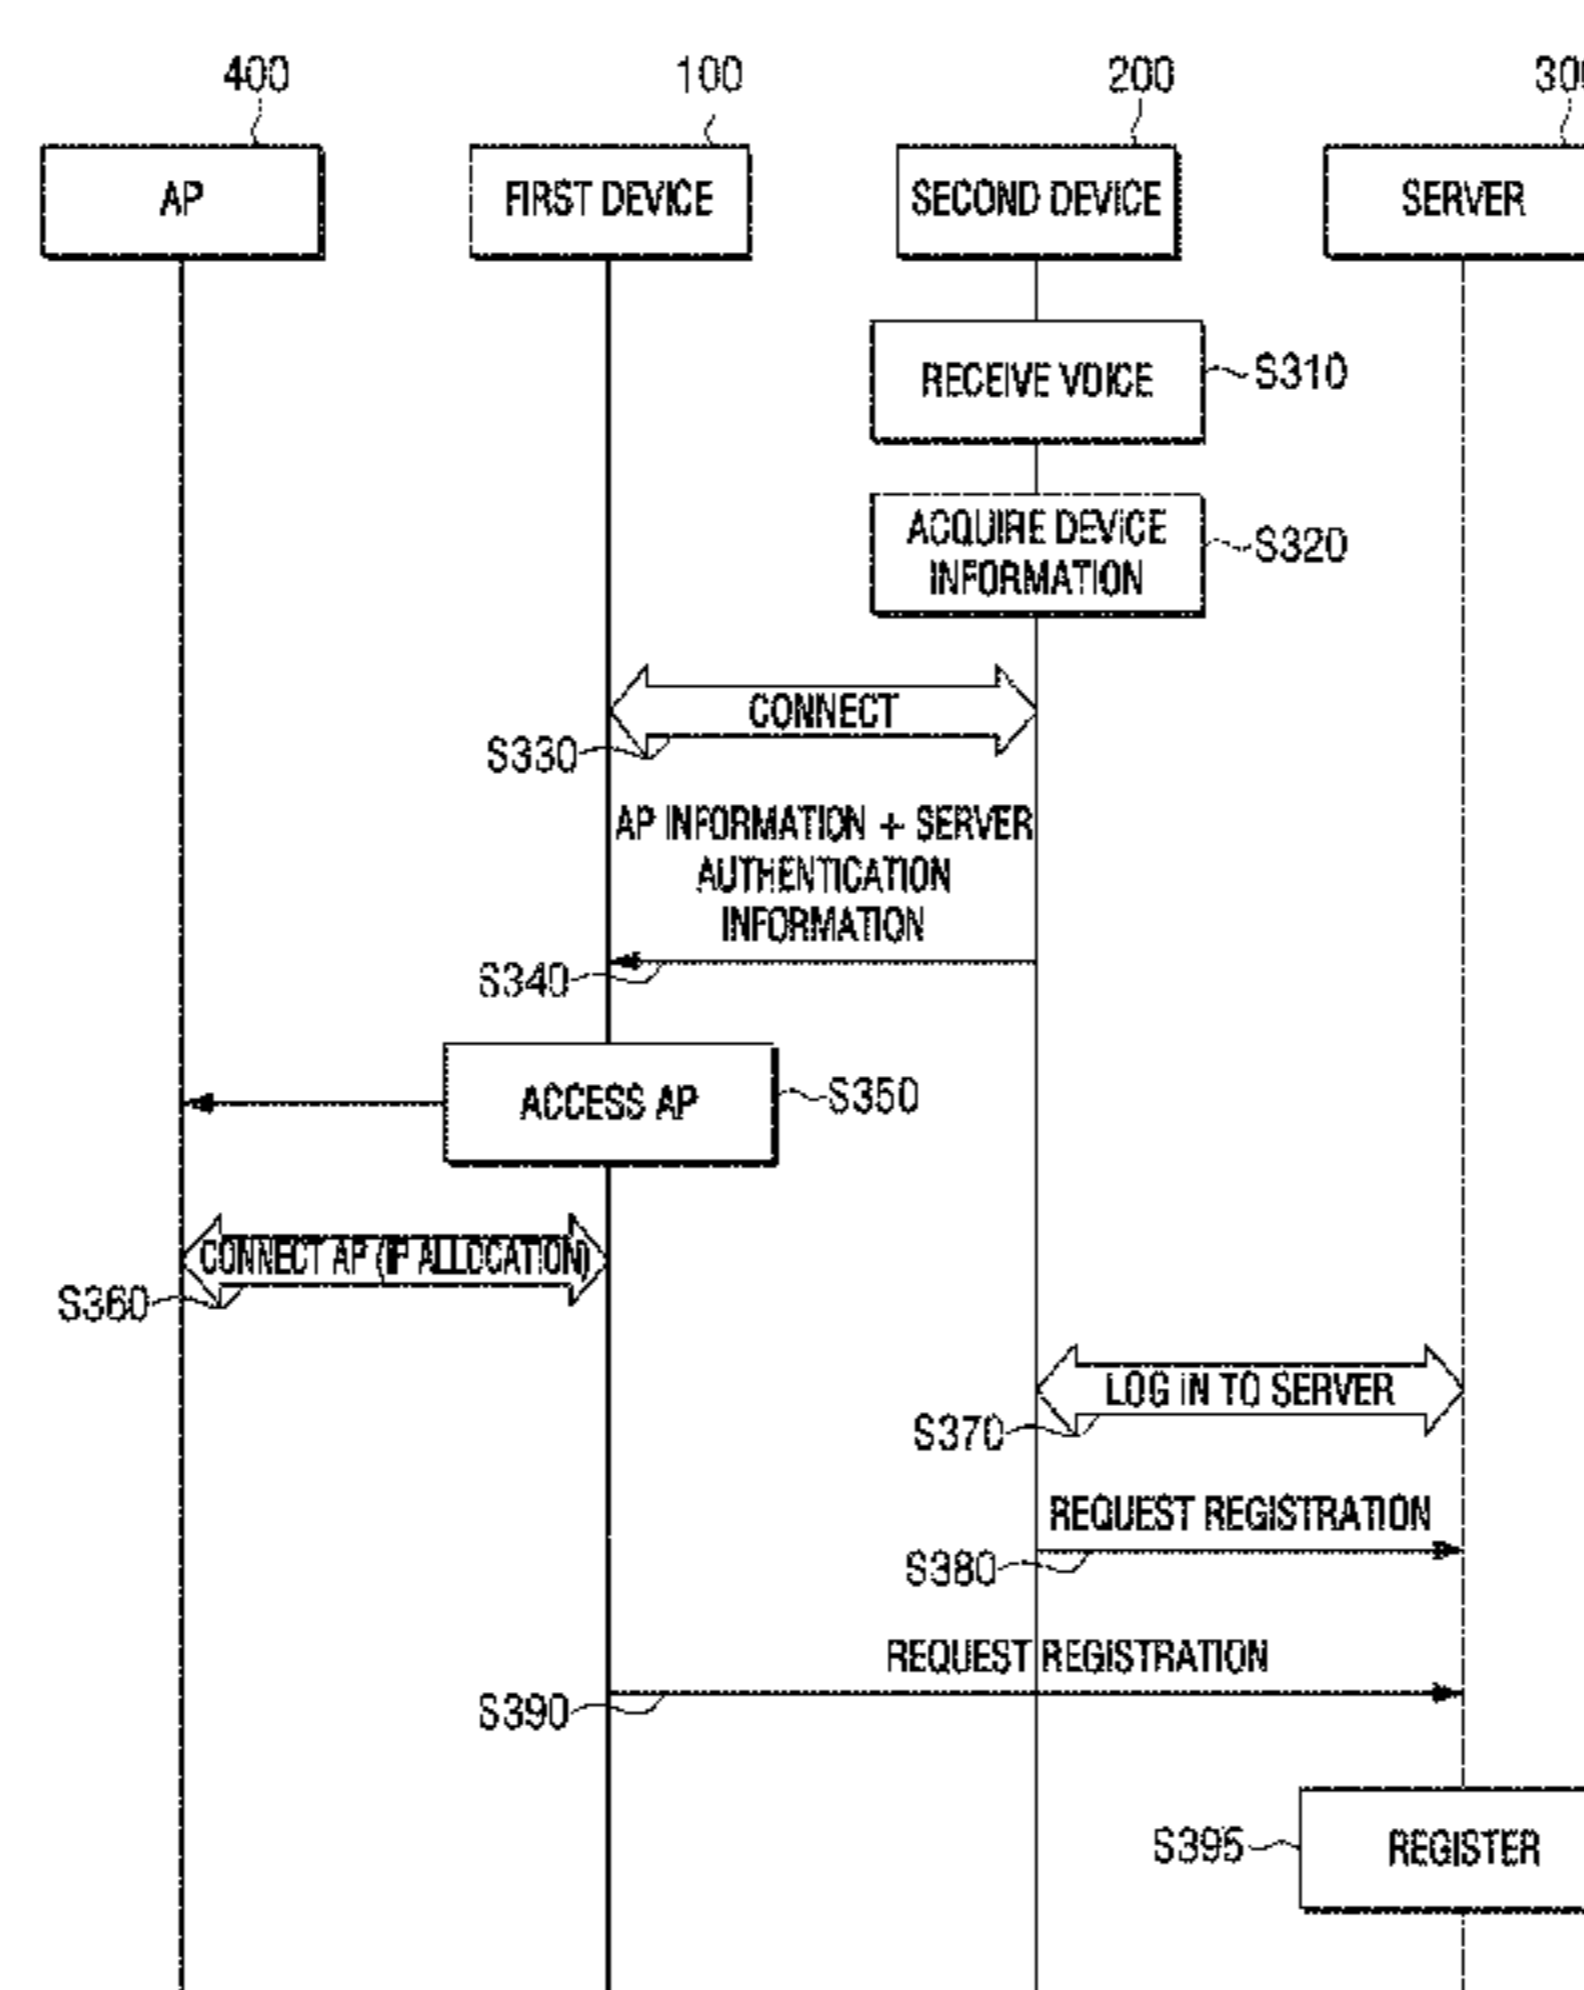 400
100
200
30
AP
FIRST DEVICE
SECOND DEVICE
SERVER
RECEIVE VOICE
S310
ACQUIRE DEVICE
INFORMATION
S320
CONNECT
S330
AP INFORMATION + SERVER
AUTHENTICATION
INFORMATION
S340
ACCESS AP
S350
CONNECT AP (IP ALLOCATION)
S360
LOG IN TO SERVER
S370
REQUEST REGISTRATION
S380
REQUEST REGISTRATION
S390
S395
REGISTER